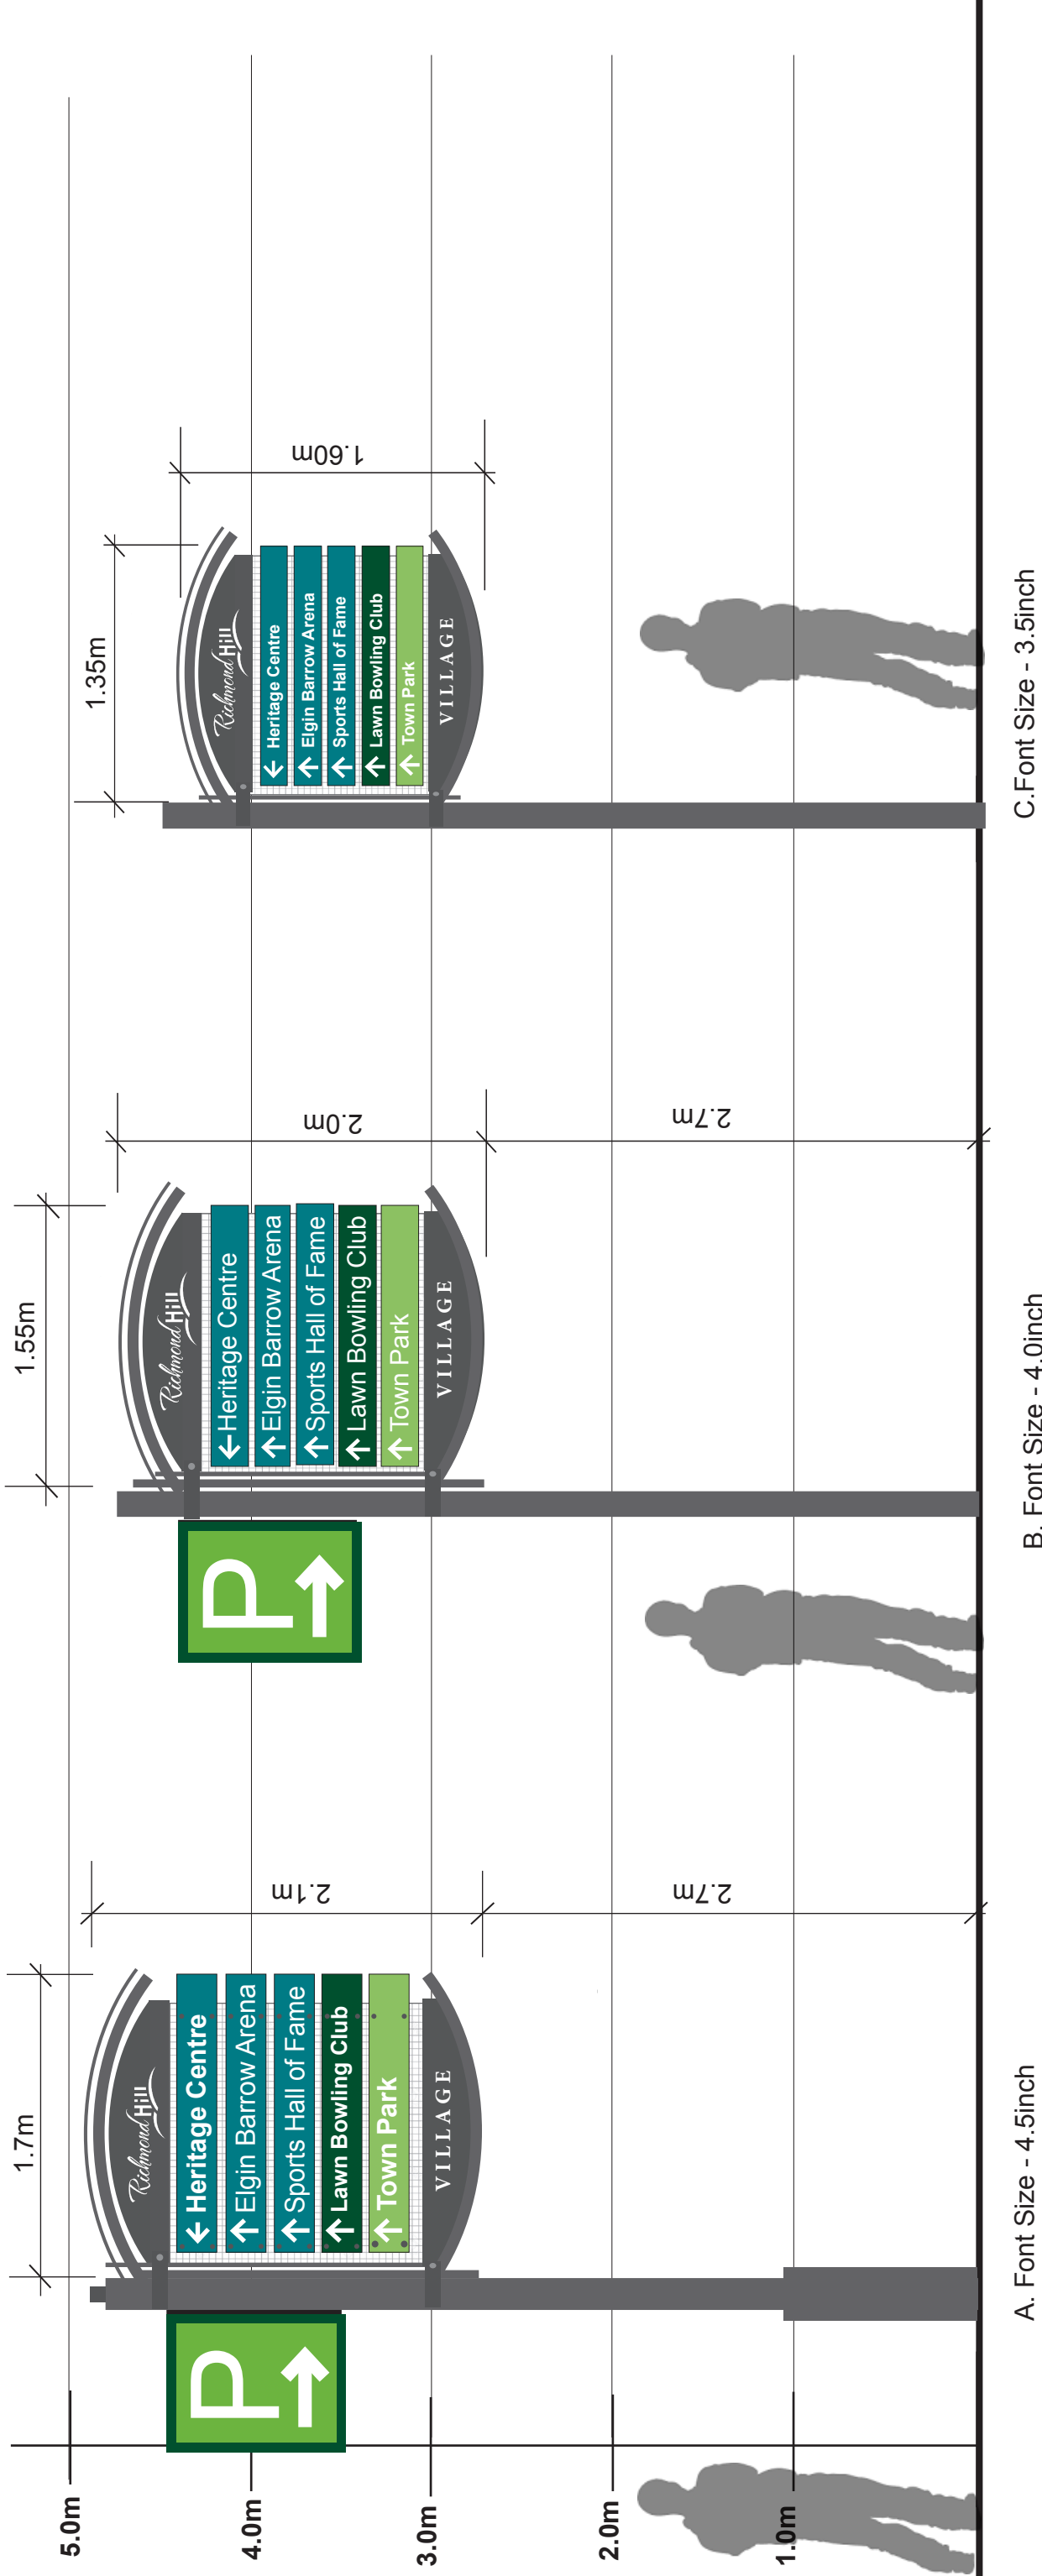 5.0m
4.0m
3.0m
2.0m
1.0m
1.7m
2.1m
2.7m
P
Richmond Hill
← Heritage Centre
↑ Elgin Barrow Arena
↑ Sports Hall of Fame
↑ Lawn Bowling Club
↑ Town Park
VILLAGE
A. Font Size - 4.5inch
1.55m
2.0m
2.7m
P
Richmond Hill
←Heritage Centre
↑Elgin Barrow Arena
↑Sports Hall of Fame
↑Lawn Bowling Club
↑Town Park
VILLAGE
B. Font Size - 4.0inch
1.35m
1.60m
Richmond Hill
← Heritage Centre
↑ Elgin Barrow Arena
↑ Sports Hall of Fame
↑ Lawn Bowling Club
↑ Town Park
VILLAGE
C.Font Size - 3.5inch